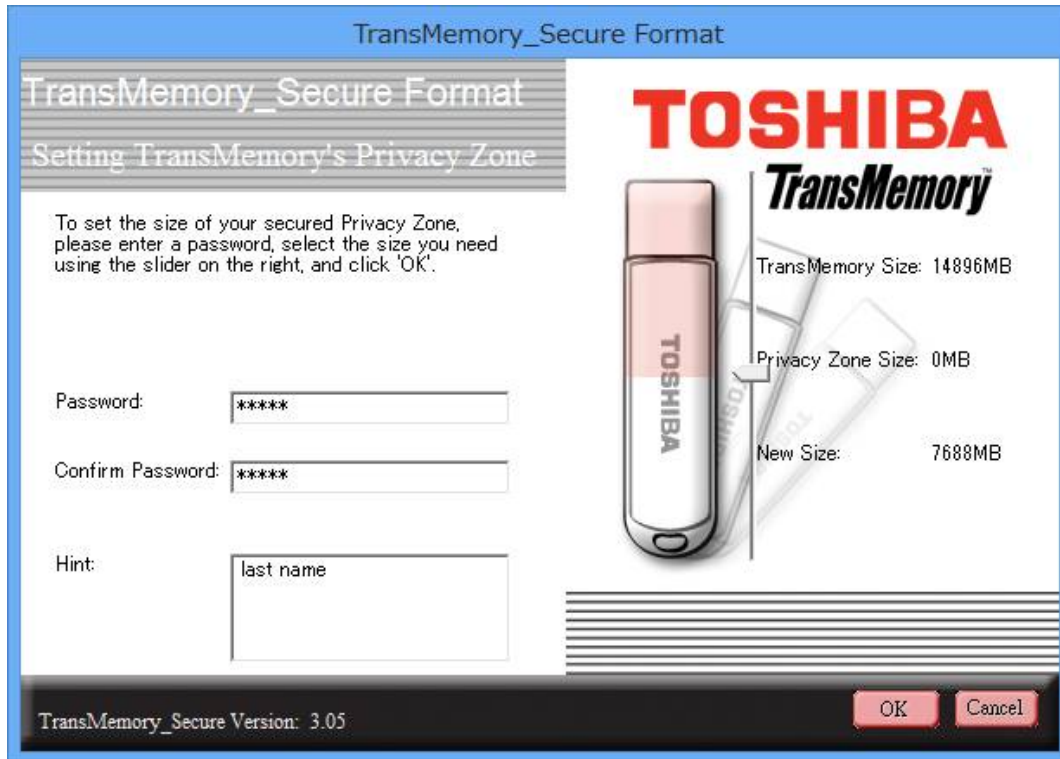 TransMemory_Secure Format
TransMemory_Secure Format
Setting TransMemory's Privacy Zone
To set the size of your secured Privacy Zone,
please enter a password, select the size you need
using the slider on the right, and click 'OK'.
Password: *****
Confirm Password: *****
Hint: last name
TOSHIBA
TransMemory™
TransMemory Size: 14896MB
Privacy Zone Size: 0MB
New Size: 7688MB
TOSHIBA
TOSHIBA
TOSHIBA
TransMemory_Secure Version: 3.05
OK
Cancel